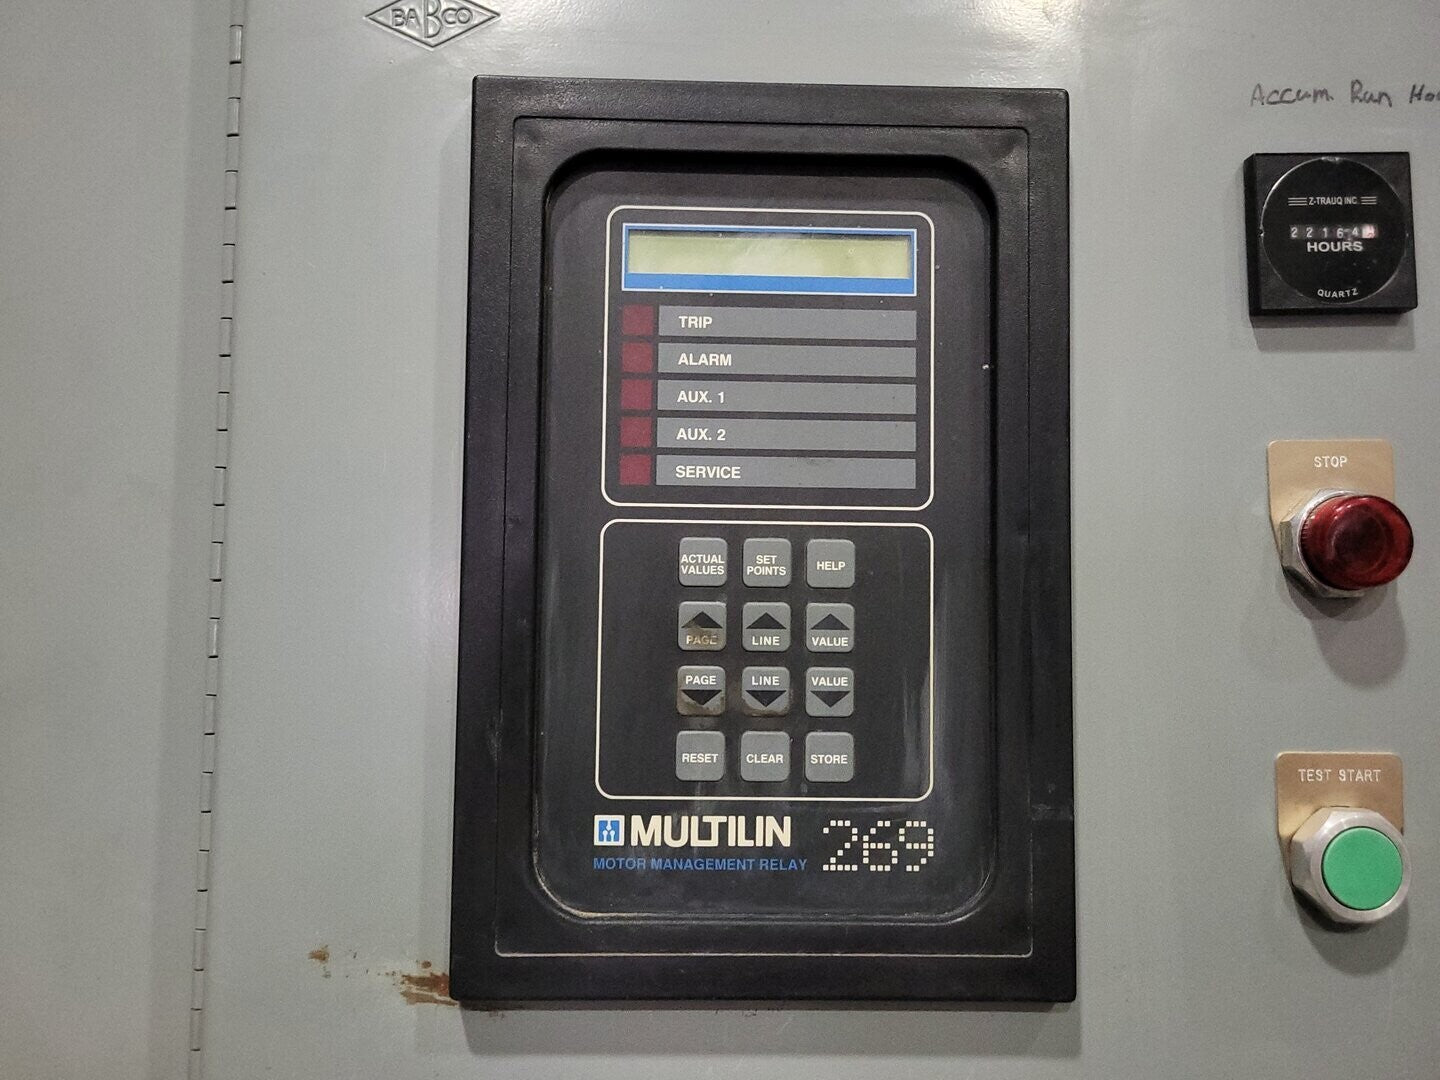 BABCO
Accum. Run
Z-TRAUQ INC.
22164
HOURS
QUARTZ
TRIP
ALARM
AUX. 1
AUX. 2
SERVICE
STOP
ACTUAL VALUES
SET POINTS
HELP
PAGE
LINE
VALUE
PAGE
LINE
VALUE
RESET
CLEAR
STORE
TEST START
MULTILIN 269
MOTOR MANAGEMENT RELAY